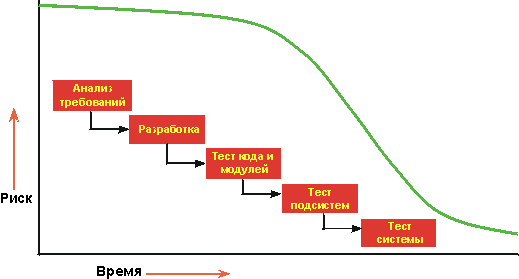 Анализ
требований
Разработка
Тест кода и
модулей
Тест
подсистем
Тест
системы
Риск
Время